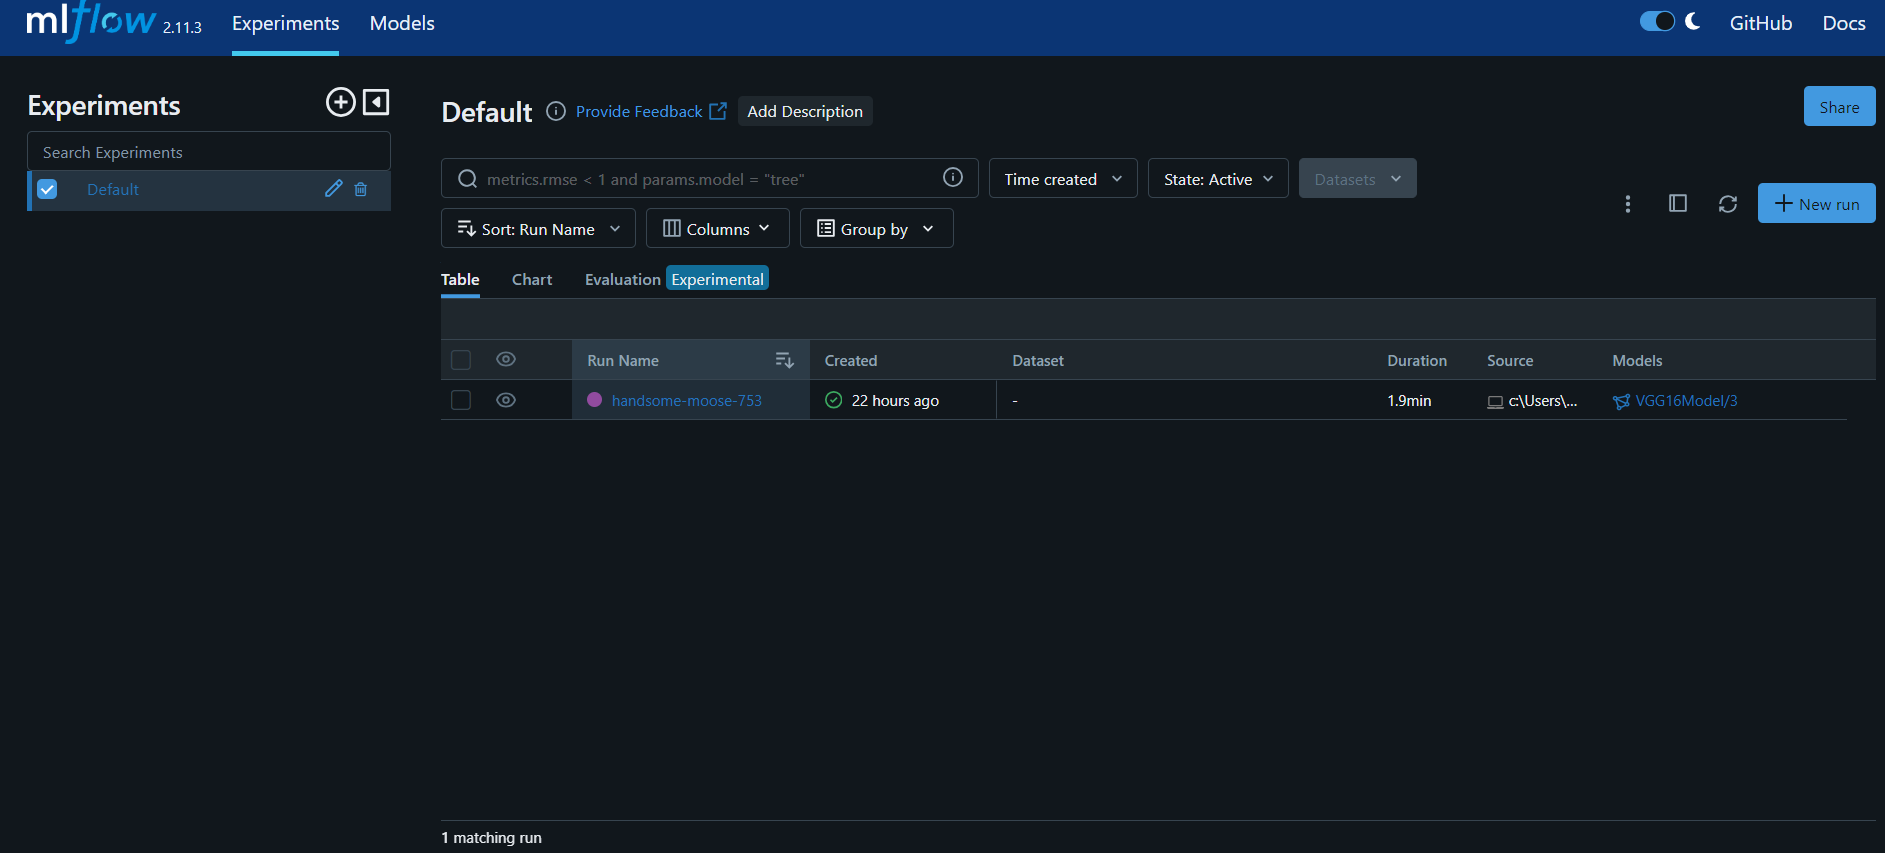 mlflow 2.11.3 Experiments Models GitHub Docs
Experiments
Search Experiments
Default
Default Provide Feedback Add Description
Share
metrics.rmse < 1 and params.model = "tree" Time created State: Active Datasets
New run
Sort: Run Name Columns Group by
Table Chart Evaluation Experimental
Run Name Created Dataset Duration Source Models
handsome-moose-753 22 hours ago - 1.9min c:\Users\... VGG16Model/3
1 matching run